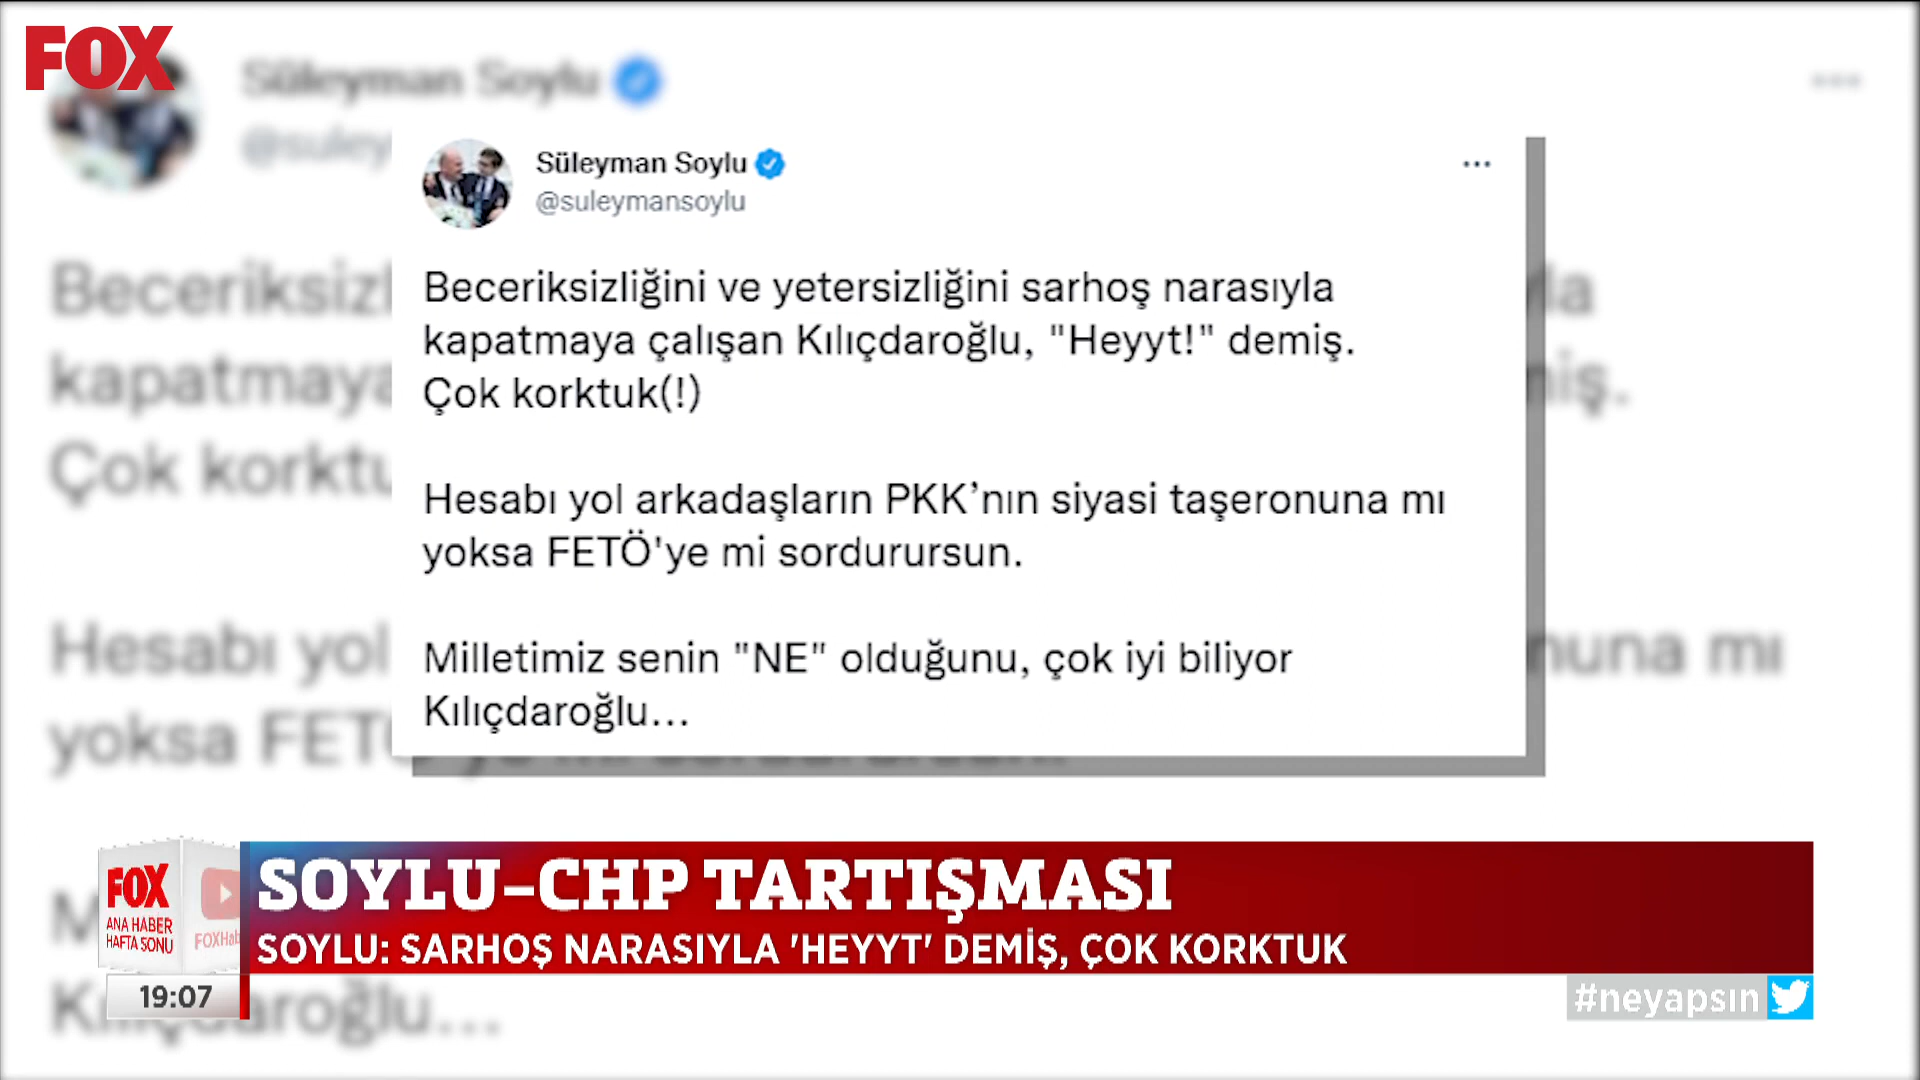 FOX
Süleyman Soylu
@suleymansoylu
Beceriksizliğini ve yetersizliğini sarhoş narasıyla
kapatmaya çalışan Kılıçdaroğlu, "Heyyt!" demiş.
Çok korktuk(!)
Hesabı yol arkadaşların PKK’nın siyasi taşeronuna mı
yoksa FETÖ'ye mi sordurursun.
Milletimiz senin "NE" olduğunu, çok iyi biliyor
Kılıçdaroğlu...
SOYLU-CHP TARTIŞMASI
SOYLU: SARHOŞ NARASIYLA 'HEYYT' DEMİŞ, ÇOK KORKTUK
FOX
ANA HABER
HAFTA SONU
FOXHab
19:07
#neyapsın